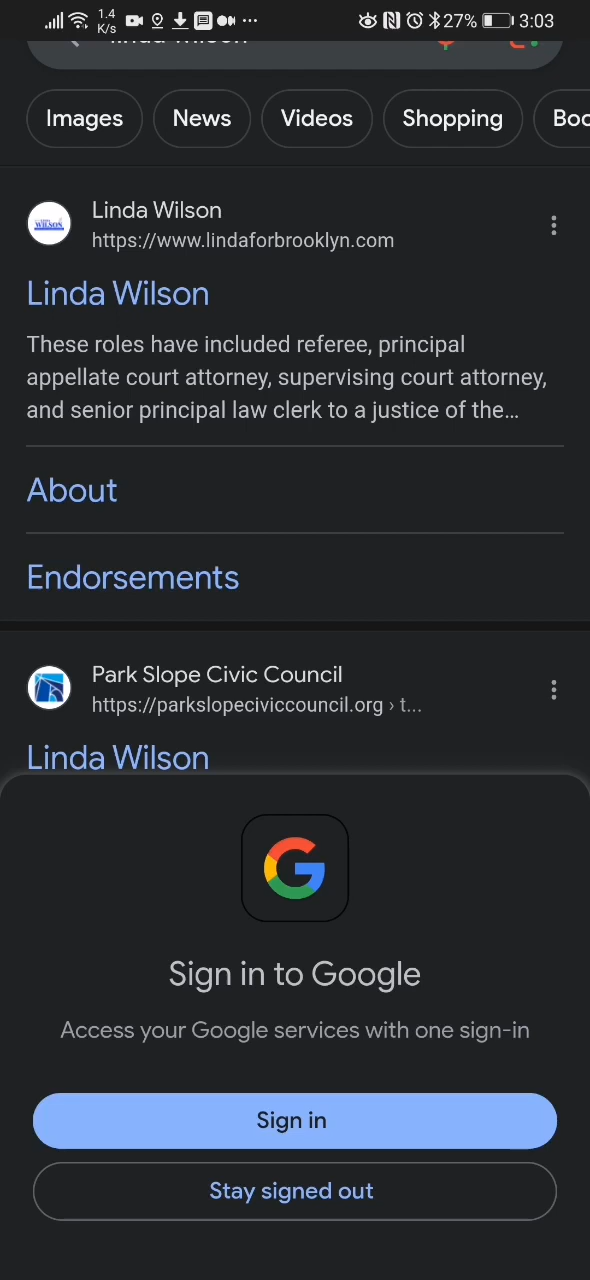 1.4
K/s
27%
3:03
linda wilson
Images
News
Videos
Shopping
Boo
Linda Wilson
https://www.lindaforbrooklyn.com
Linda Wilson
These roles have included referee, principal
appellate court attorney, supervising court attorney,
and senior principal law clerk to a justice of the…
About
Endorsements
Park Slope Civic Council
https://parkslopeciviccouncil.org › t...
Linda Wilson
Sign in to Google
Access your Google services with one sign-in
Sign in
Stay signed out